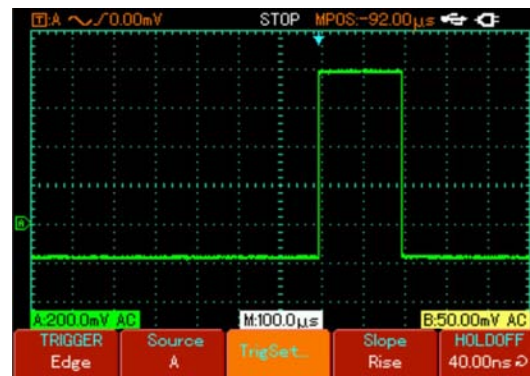 T:A 0.00mV STOP MPOS:-92.00μs
A
A:200.0mV AC M:100.0μs B:50.00mV AC
TRIGGER Source TrigSet... Slope HOLDOFF
Edge A Rise 40.00ns